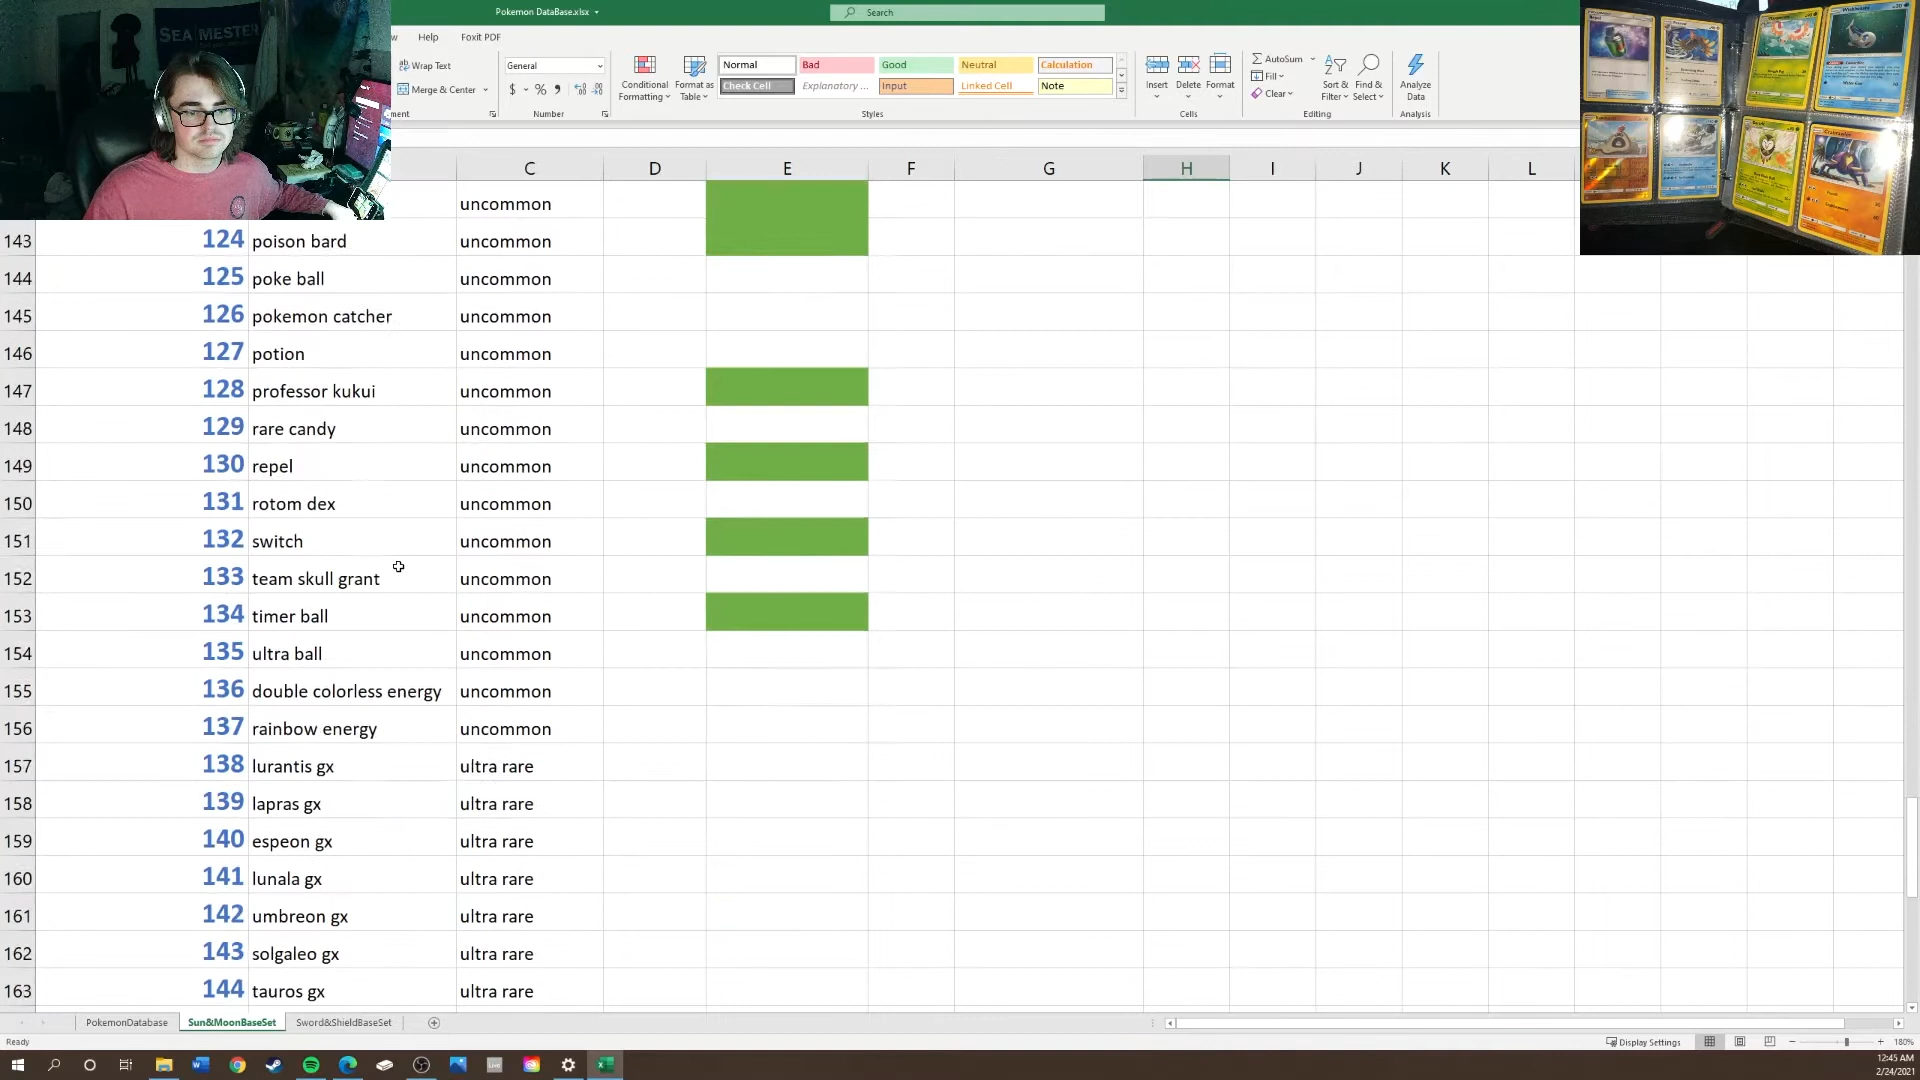 Pokemon DataBase.xlsx
Search
SEA MESTER
Help
Foxit PDF
Wrap Text
Merge & Center
General
$ %
Number
Conditional Formatting
Format as Table
Normal
Bad
Good
Neutral
Calculation
Check Cell
Explanatory ...
Input
Linked Cell
Note
Styles
Insert
Delete
Format
Cells
AutoSum
Fill
Clear
Sort & Filter
Find & Select
Editing
Analyze Data
Analysis
C D E F G H I J K L
uncommon
143 124 poison bard uncommon
144 125 poke ball uncommon
145 126 pokemon catcher uncommon
146 127 potion uncommon
147 128 professor kukui uncommon
148 129 rare candy uncommon
149 130 repel uncommon
150 131 rotom dex uncommon
151 132 switch uncommon
152 133 team skull grant uncommon
153 134 timer ball uncommon
154 135 ultra ball uncommon
155 136 double colorless energy uncommon
156 137 rainbow energy uncommon
157 138 lurantis gx ultra rare
158 139 lapras gx ultra rare
159 140 espeon gx ultra rare
160 141 lunala gx ultra rare
161 142 umbreon gx ultra rare
162 143 solgaleo gx ultra rare
163 144 tauros gx ultra rare
PokemonDatabase
Sun&MoonBaseSet
Sword&ShieldBaseSet
Ready
Display Settings
180%
12:45 AM
2/24/2021